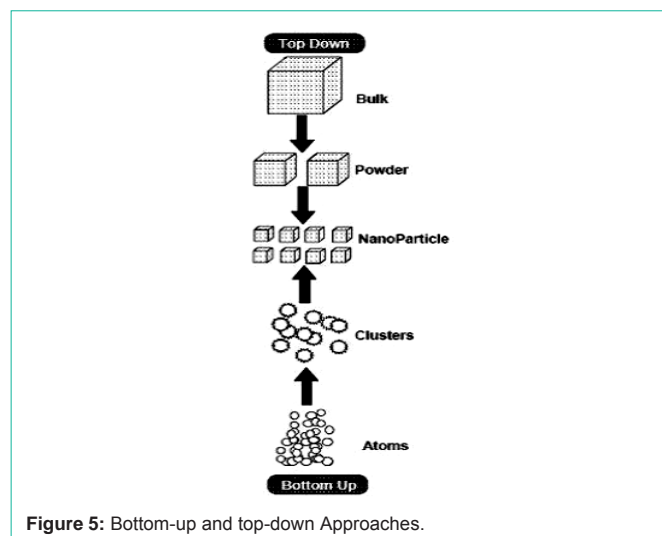 Top Down
Bulk
Powder
NanoParticle
Clusters
Atoms
Bottom Up
Figure 5: Bottom-up and top-down Approaches.